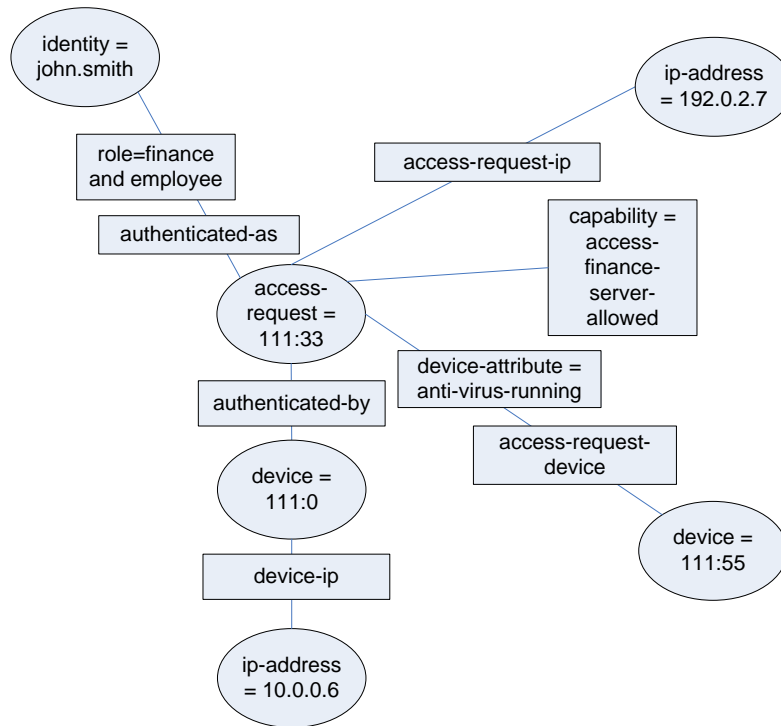 identity =
john.smith
ip-address
= 192.0.2.7
role=finance
and employee
access-request-ip
authenticated-as
capability =
access-
finance-
server-
allowed
access-
request =
111:33
device-attribute =
anti-virus-running
authenticated-by
access-request-
device
device =
111:0
device =
111:55
device-ip
ip-address
= 10.0.0.6